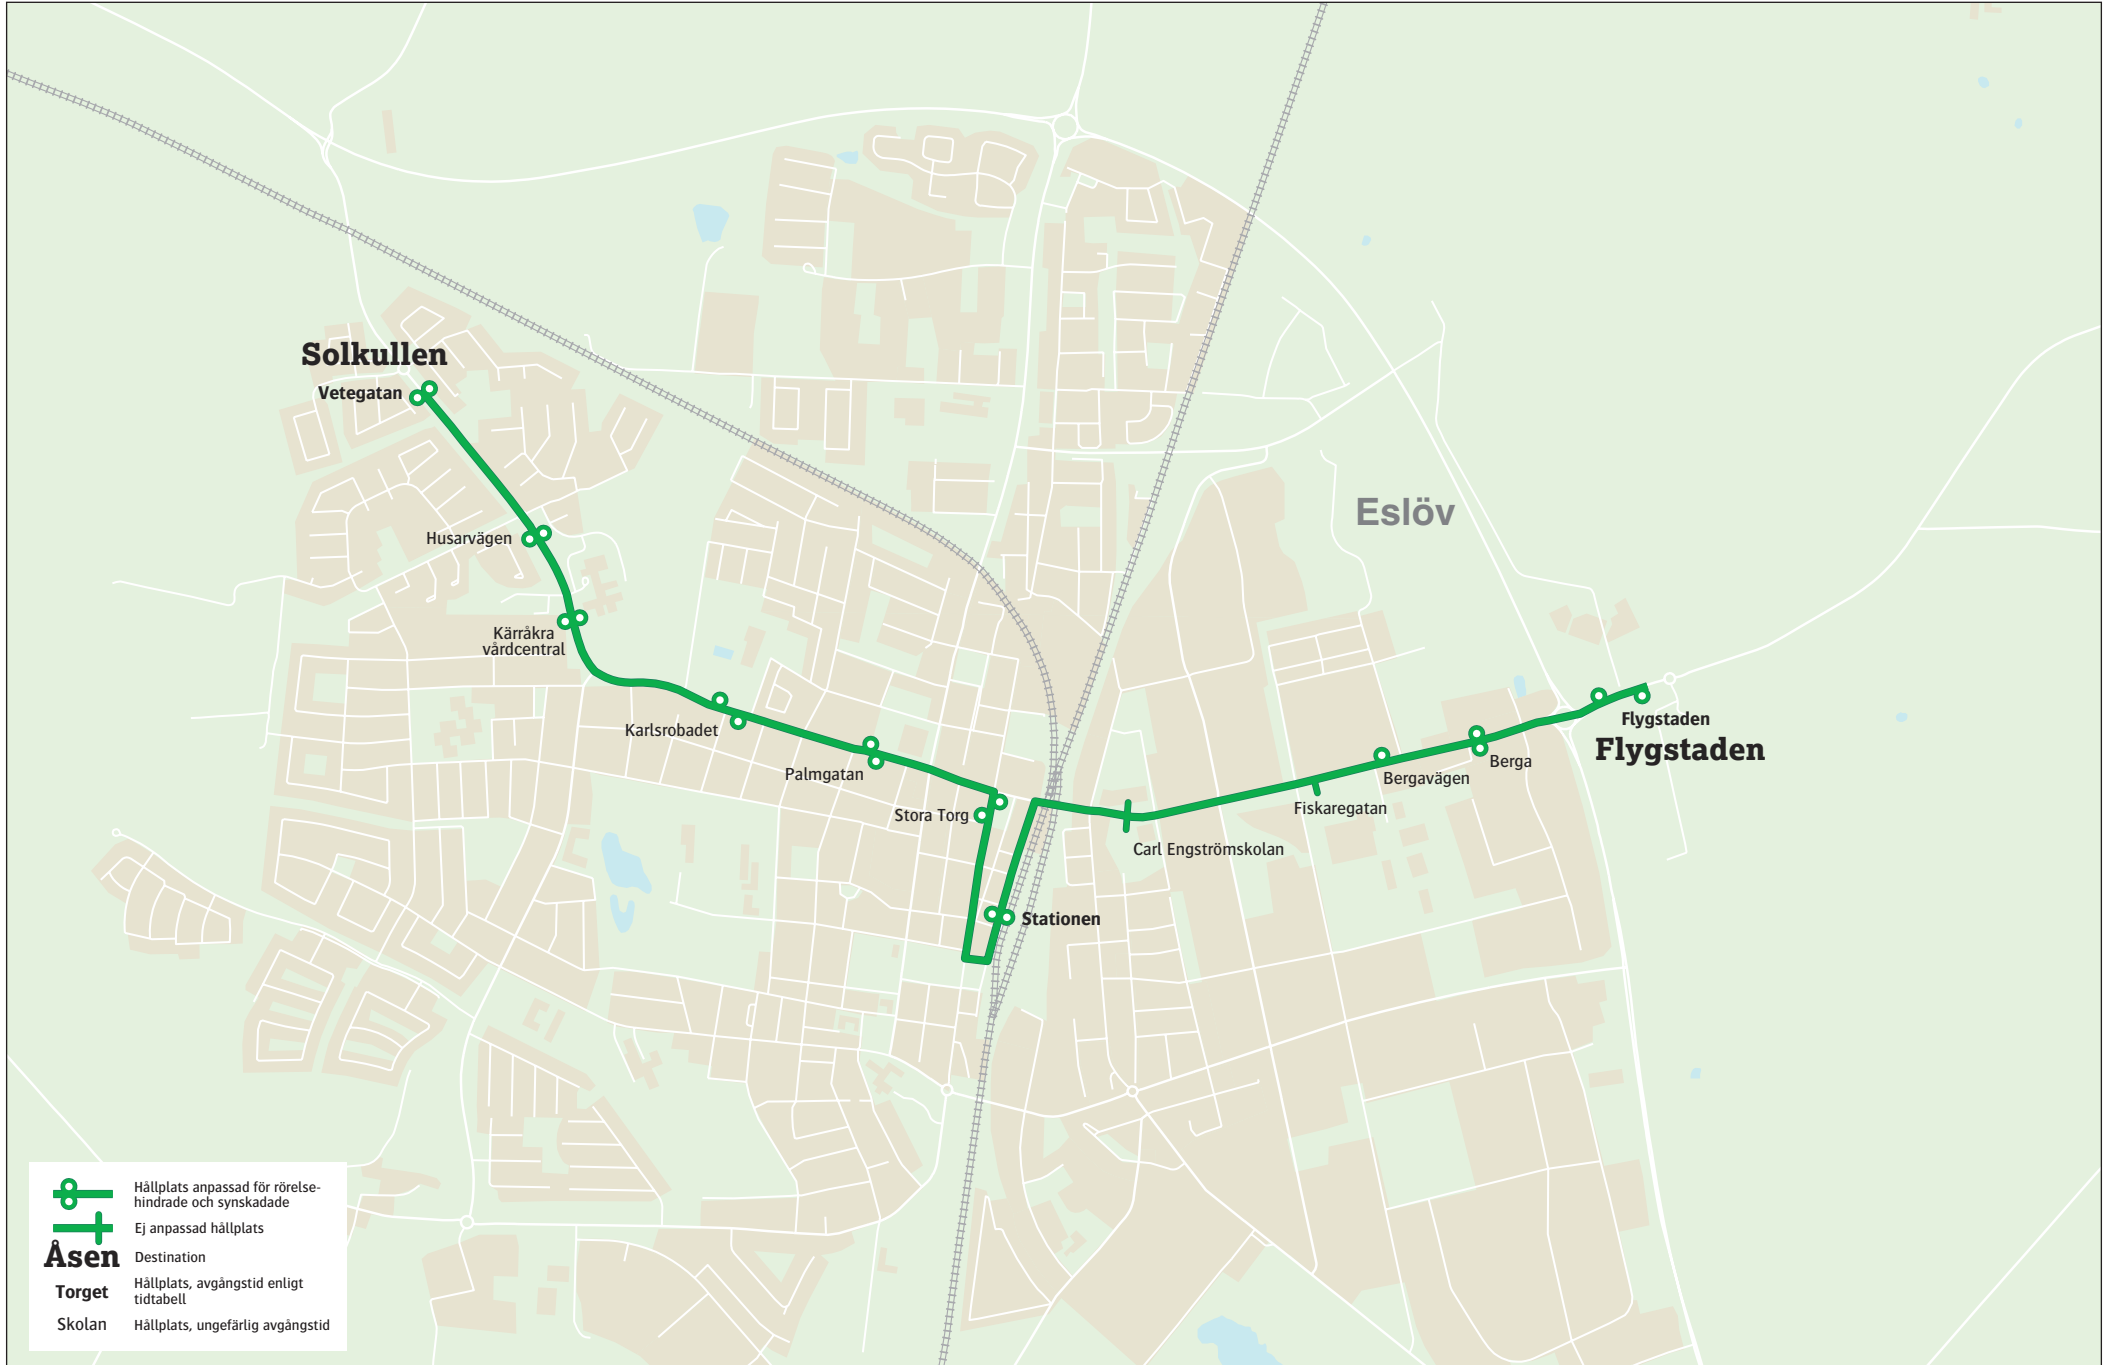 Solkullen
Vetegatan
Eslöv
Husarvägen
Kärråkra
vårdcentral
Karlsrobadet
Palmgatan
Stora Torg
Stationen
Carl Engströmskolan
Fiskaregatan
Bergavägen
Berga
Flygstaden
Flygstaden
Hållplats anpassad för rörelse-
hindrade och synskadade
Ej anpassad hållplats
Åsen Destination
Torget Hållplats, avgångstid enligt
tidtabell
Skolan Hållplats, ungefärlig avgångstid